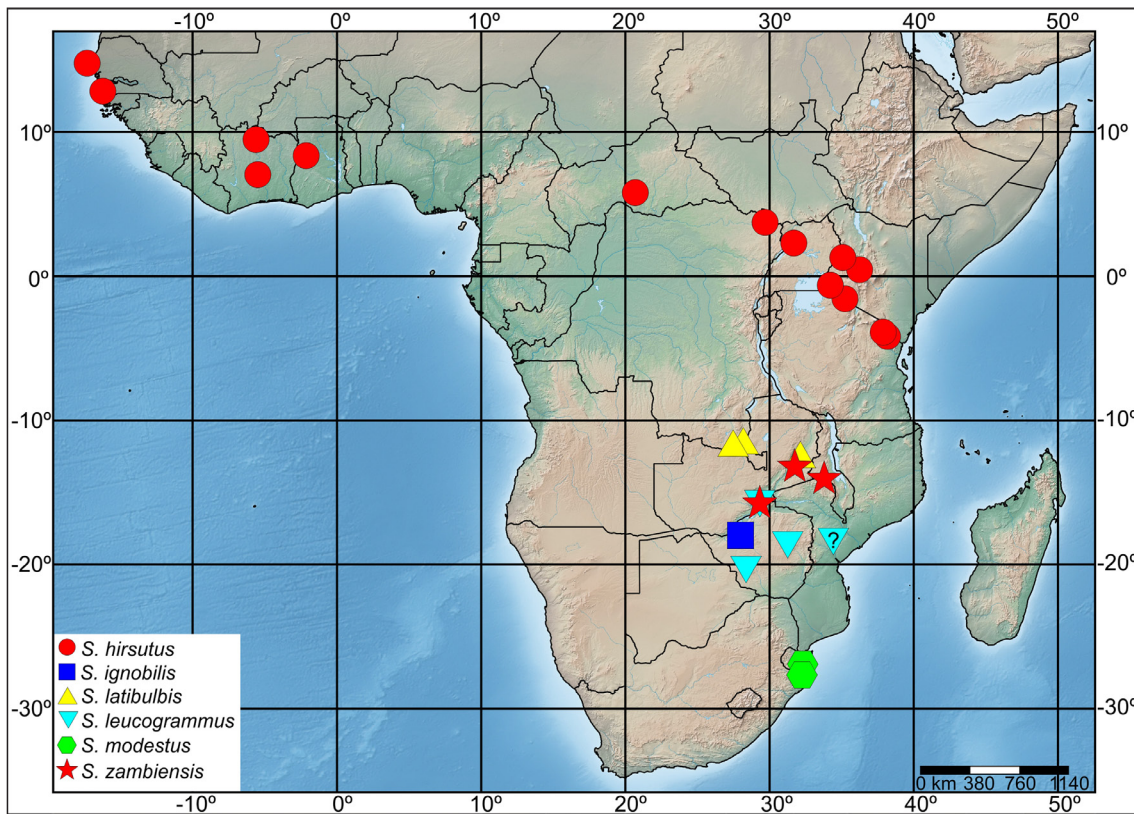 -10º 0º 10º 20º 30º 40º 50º
10º 10º
0º 0º
-10º -10º
?
-20º -20º
S. hirsutus
S. ignobilis
S. latibulbis
S. leucogrammus
S. modestus
S. zambiensis
-30º -30º
0 km 380 760 1140
-10º 0º 20º 30º 40º 50º